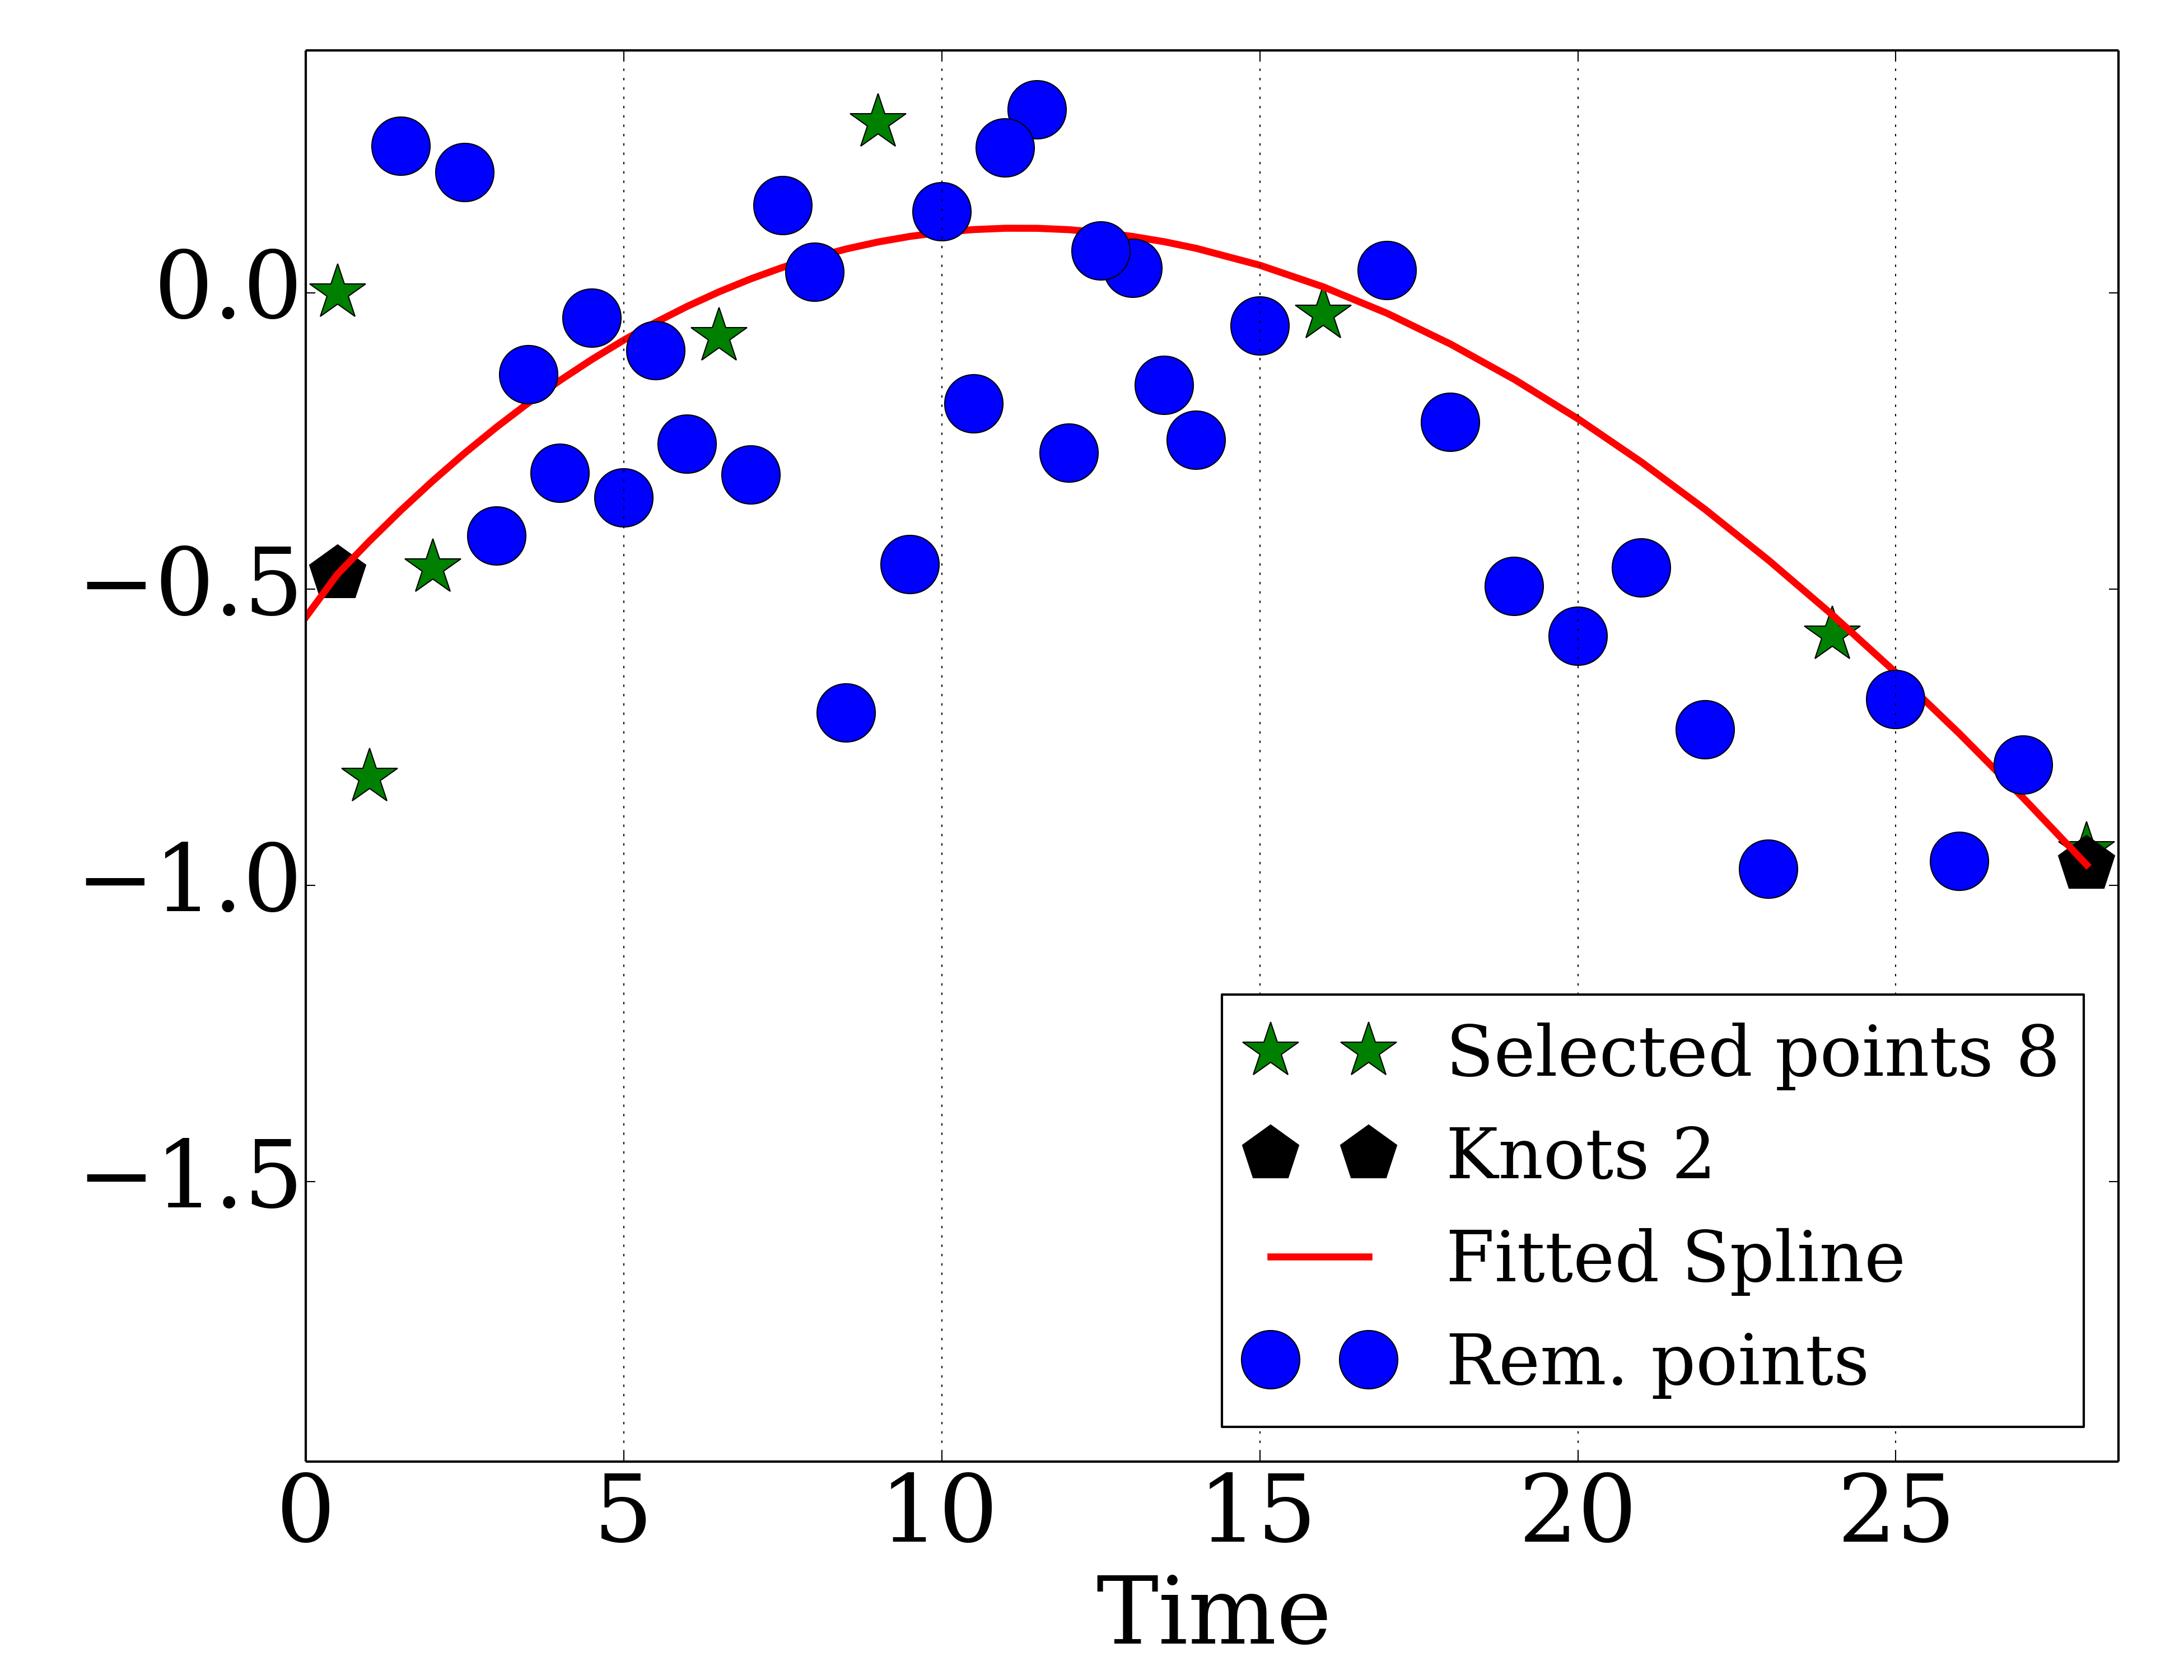 0.0
−0.5
−1.0
−1.5
Selected points 8
Knots 2
Fitted Spline
Rem. points
0 5 10 15 20 25
Time